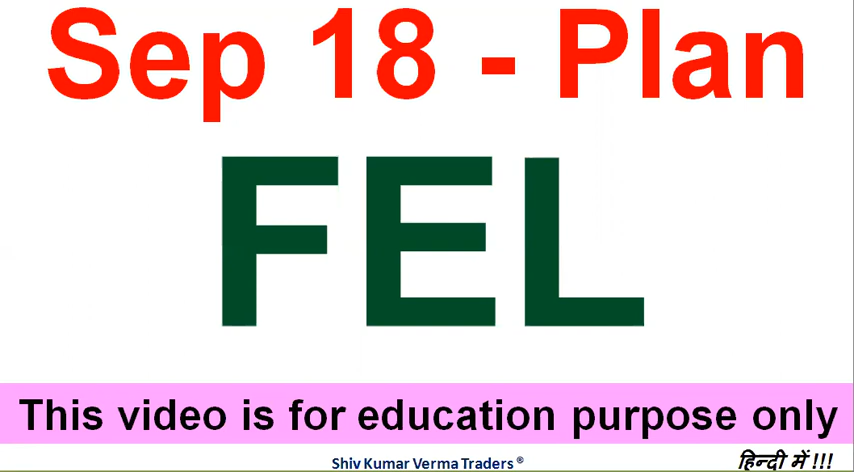 Sep 18 - Plan
FEL
This video is for education purpose only
Shiv Kumar Verma Traders ®
हिन्दी में !!!